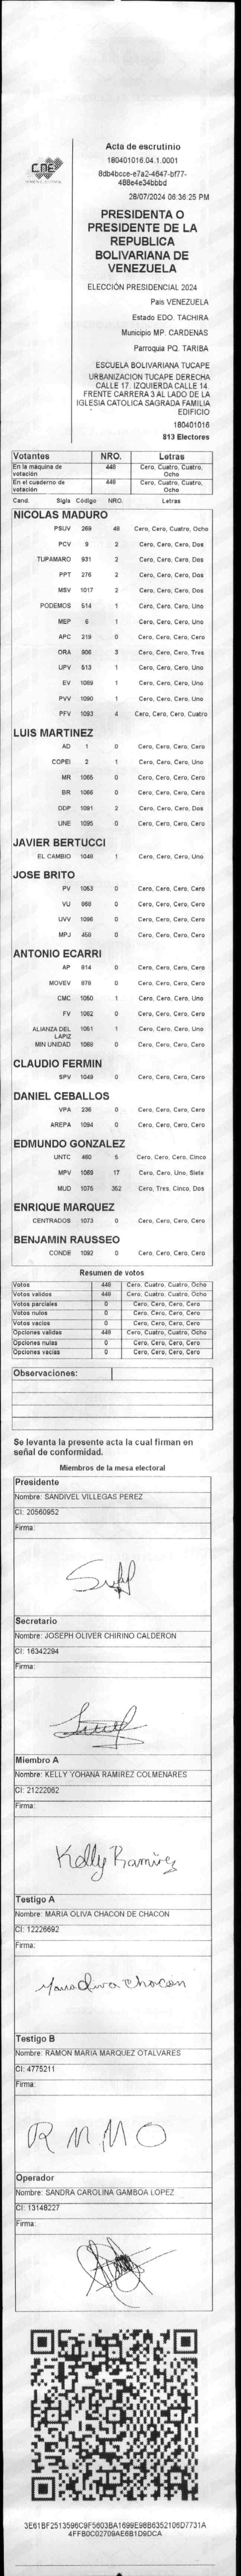 CNE
Acta de escrutinio
180401016.04.1.0001
8db4bcce-e7a2-4647-bf77-
488e4e34bbbd
28/07/2024 06:36:25 PM
PRESIDENTA O
PRESIDENTE DE LA
REPUBLICA
BOLIVARIANA DE
VENEZUELA
ELECCIÓN PRESIDENCIAL 2024
Pais VENEZUELA
Estado EDO. TACHIRA
Municipio MP. CARDENAS
Parroquia PQ. TARIBA
ESCUELA BOLIVARIANA TUCAPE
URBANIZACION TUCAPE DERECHA
CALLE 17. IZQUIERDA CALLE 14.
FRENTE CARRERA 3 AL LADO DE LA
IGLESIA CATOLICA SAGRADA FAMILIA
EDIFICIO
180401016
813 Electores
Votantes NRO. Letras
En la máquina de votación 448 Cero, Cuatro, Cuatro, Ocho
En el cuaderno de votación 448 Cero, Cuatro, Cuatro, Ocho
Cand. Sigla Código NRO. Letras
NICOLAS MADURO
PSUV 269 48 Cero, Cero, Cuatro, Ocho
PCV 9 2 Cero, Cero, Cero, Dos
TUPAMARO 931 2 Cero, Cero, Cero, Dos
PPT 276 2 Cero, Cero, Cero, Dos
MSV 1017 2 Cero, Cero, Cero, Dos
PODEMOS 514 1 Cero, Cero, Cero, Uno
MEP 6 1 Cero, Cero, Cero, Uno
APC 219 0 Cero, Cero, Cero, Cero
ORA 906 3 Cero, Cero, Cero, Tres
UPV 513 1 Cero, Cero, Cero, Uno
EV 1089 1 Cero, Cero, Cero, Uno
PVV 1090 1 Cero, Cero, Cero, Uno
PFV 1093 4 Cero, Cero, Cero, Cuatro
LUIS MARTINEZ
AD 1 0 Cero, Cero, Cero, Cero
COPEI 2 1 Cero, Cero, Cero, Uno
MR 1065 0 Cero, Cero, Cero, Cero
BR 1066 0 Cero, Cero, Cero, Cero
DDP 1091 2 Cero, Cero, Cero, Dos
UNE 1095 0 Cero, Cero, Cero, Cero
JAVIER BERTUCCI
EL CAMBIO 1048 1 Cero, Cero, Cero, Uno
JOSE BRITO
PV 1053 0 Cero, Cero, Cero, Cero
VU 868 0 Cero, Cero, Cero, Cero
UVV 1096 0 Cero, Cero, Cero, Cero
MPJ 458 0 Cero, Cero, Cero, Cero
ANTONIO ECARRI
AP 814 0 Cero, Cero, Cero, Cero
MOVEV 878 0 Cero, Cero, Cero, Cero
CMC 1050 1 Cero, Cero, Cero, Uno
FV 1062 0 Cero, Cero, Cero, Cero
ALIANZA DEL LAPIZ 1051 1 Cero, Cero, Cero, Uno
MIN UNIDAD 1068 0 Cero, Cero, Cero, Cero
CLAUDIO FERMIN
SPV 1049 0 Cero, Cero, Cero, Cero
DANIEL CEBALLOS
VPA 236 0 Cero, Cero, Cero, Cero
AREPA 1094 0 Cero, Cero, Cero, Cero
EDMUNDO GONZALEZ
UNTC 460 5 Cero, Cero, Cero, Cinco
MPV 1069 17 Cero, Cero, Uno, Siete
MUD 1075 352 Cero, Tres, Cinco, Dos
ENRIQUE MARQUEZ
CENTRADOS 1073 0 Cero, Cero, Cero, Cero
BENJAMIN RAUSSEO
CONDE 1092 0 Cero, Cero, Cero, Cero
Resumen de votos
Votos 448 Cero, Cuatro, Cuatro, Ocho
Votos validos 448 Cero, Cuatro, Cuatro, Ocho
Votos parciales 0 Cero, Cero, Cero, Cero
Votos nulos 0 Cero, Cero, Cero, Cero
Votos vacios 0 Cero, Cero, Cero, Cero
Opciones validas 448 Cero, Cuatro, Cuatro, Ocho
Opciones nulas 0 Cero, Cero, Cero, Cero
Opciones vacias 0 Cero, Cero, Cero, Cero
Observaciones:
Se levanta la presente acta la cual firman en
señal de conformidad.
Miembros de la mesa electoral
Presidente
Nombre: SANDIVEL VILLEGAS PEREZ
CI: 20560952
Firma:
Secretario
Nombre: JOSEPH OLIVER CHIRINO CALDERON
CI: 16342294
Firma:
Miembro A
Nombre: KELLY YOHANA RAMIREZ COLMENARES
CI: 21222062
Firma:
Kelly Ramirez
Testigo A
Nombre: MARIA OLIVA CHACON DE CHACON
CI: 12226692
Firma:
Maria Oliva Chacon
Testigo B
Nombre: RAMON MARIA MARQUEZ OTALVARES
CI: 4775211
Firma:
R M M O
Operador
Nombre: SANDRA CAROLINA GAMBOA LOPEZ
CI: 13148227
Firma:
3E61BF2513596C9F5603BA1699E98B6352106D7731A
4FFB0C02709AE6B1D9DCA